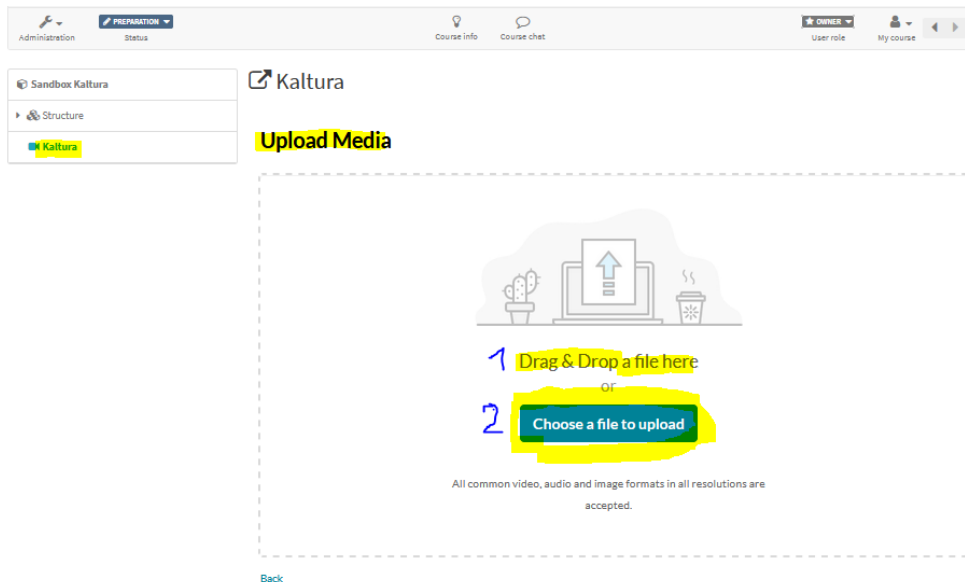 PREPARATION
OWNER
Administration
Status
Course info
Course chat
User role
My course
Sandbox Kaltura
Structure
Kaltura
Kaltura
Upload Media
1 Drag & Drop a file here
or
2 Choose a file to upload
All common video, audio and image formats in all resolutions are
accepted.
Back